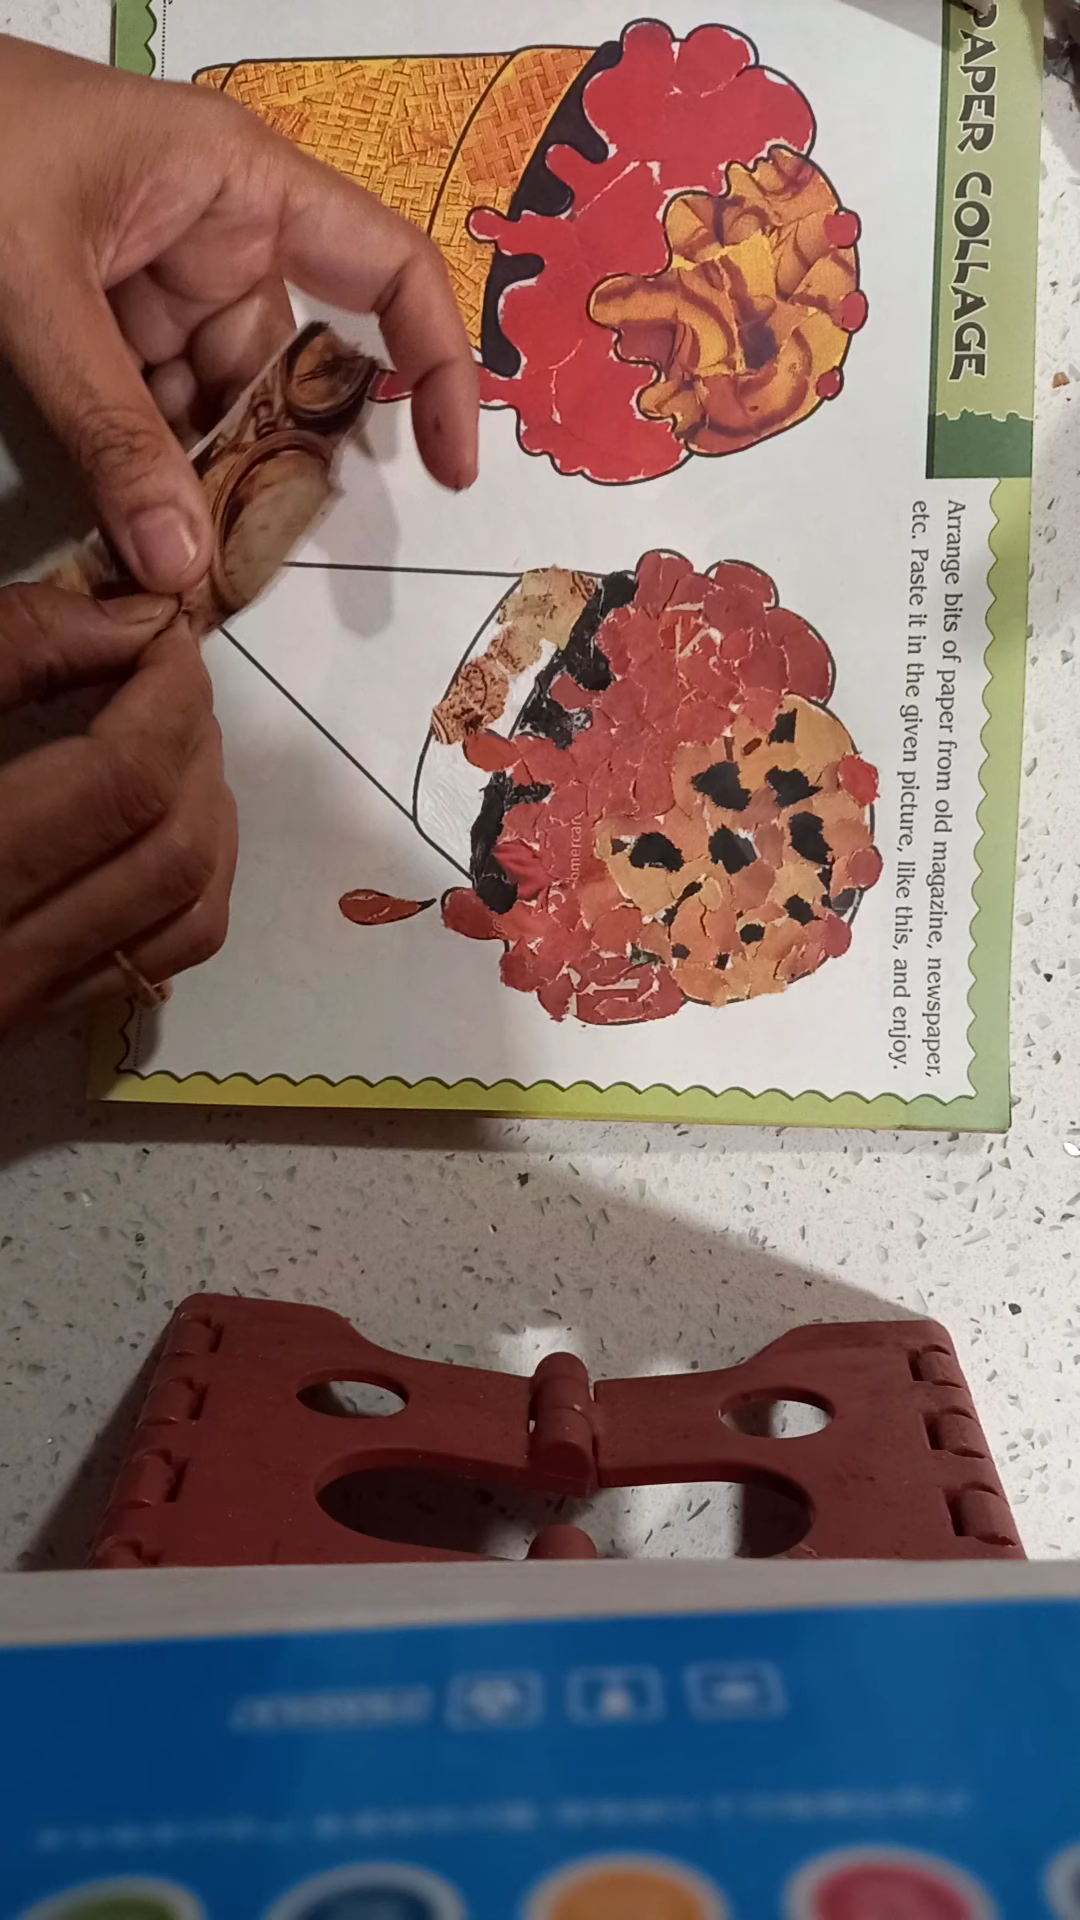 PAPER COLLAGE
Arrange bits of paper from old magazine, newspaper,
etc. Paste it in the given picture, like this, and enjoy.